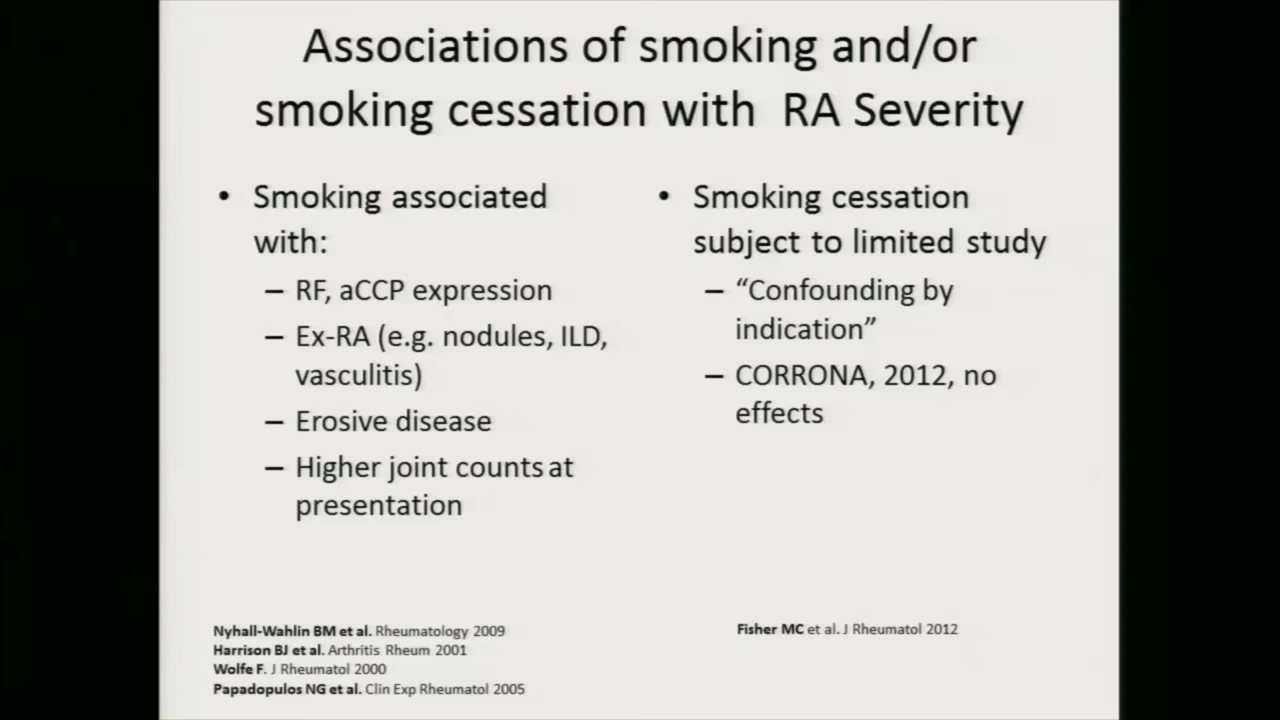 Associations of smoking and/or
smoking cessation with RA Severity
• Smoking associated
with:
– RF, aCCP expression
– Ex-RA (e.g. nodules, ILD,
vasculitis)
– Erosive disease
– Higher joint counts at
presentation
• Smoking cessation
subject to limited study
– “Confounding by
indication”
– CORRONA, 2012, no
effects
Nyhall-Wahlin BM et al. Rheumatology 2009
Harrison BJ et al. Arthritis Rheum 2001
Wolfe F. J Rheumatol 2000
Papadopulos NG et al. Clin Exp Rheumatol 2005
Fisher MC et al. J Rheumatol 2012